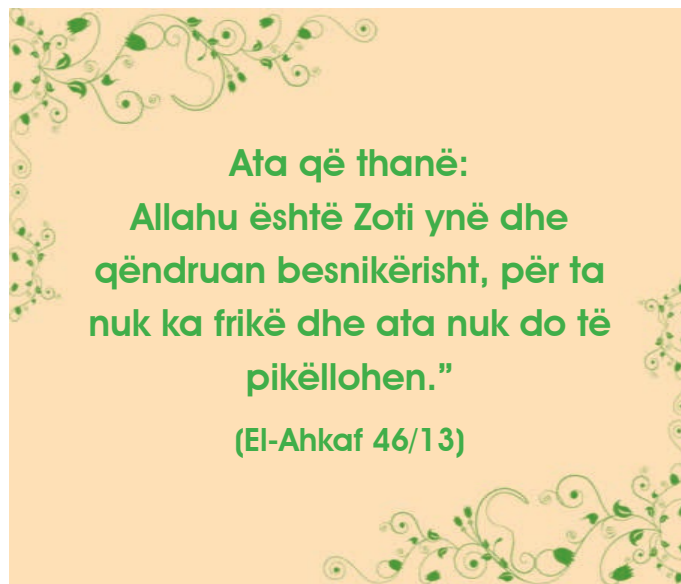 Ata që thanë:
Allahu është Zoti ynë dhe
qëndruan besnikërisht, për ta
nuk ka frikë dhe ata nuk do të
pikëllohen.”
(El-Ahkaf 46/13)